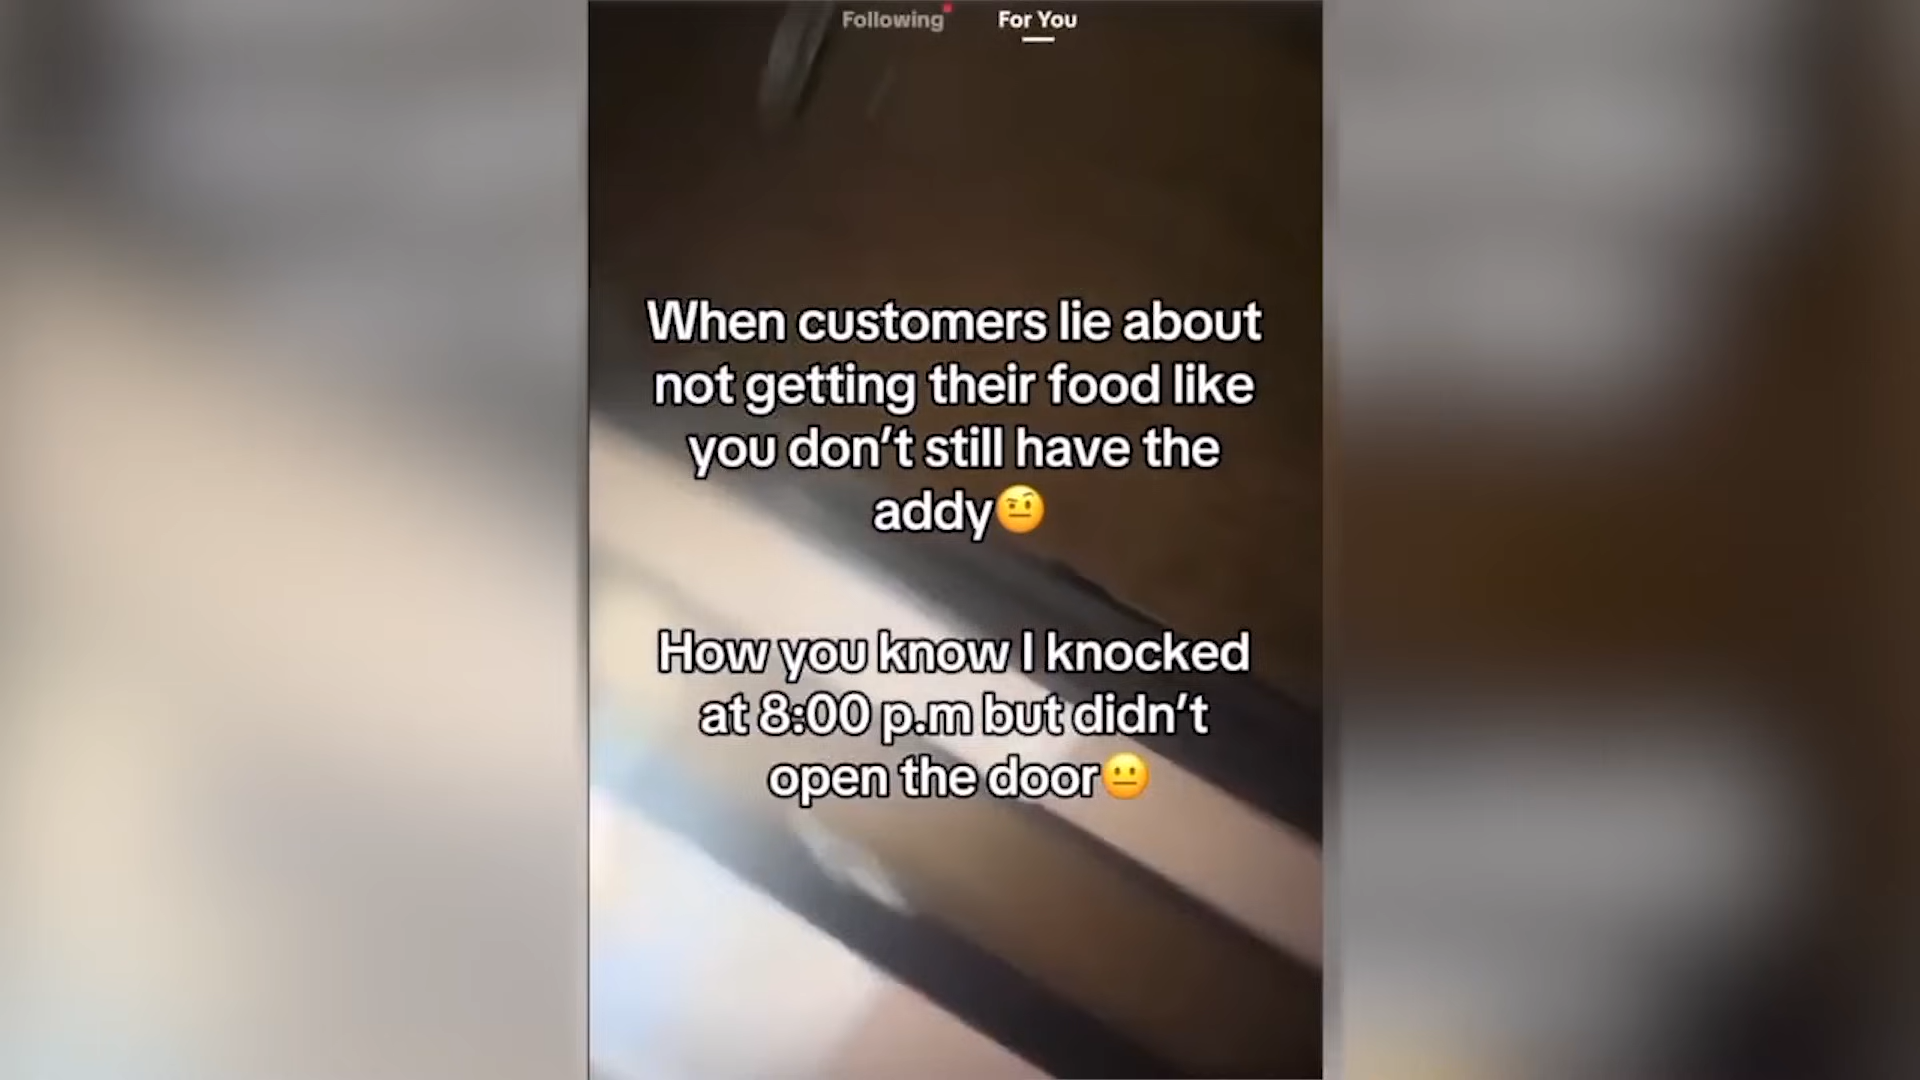 Following
For You
When customers lie about
not getting their food like
you don't still have the
addy🤨
How you know I knocked
at 8:00 p.m but didn't
open the door😐